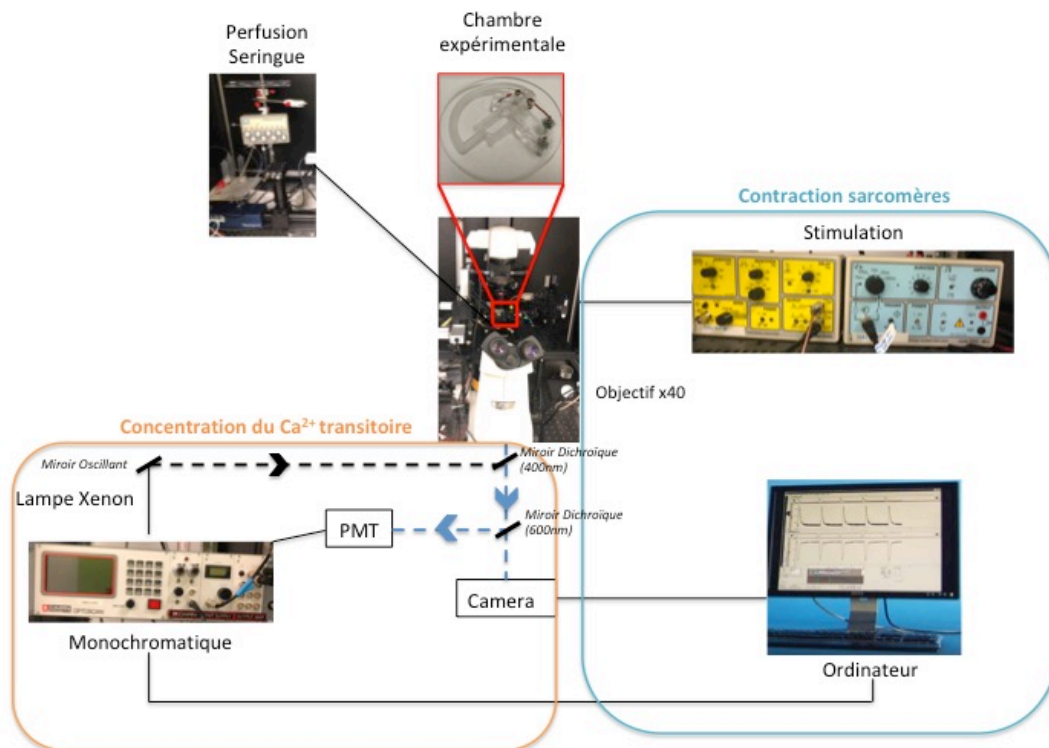 Perfusion
Seringue
Chambre
expérimentale
Contraction sarcomères
Stimulation
Objectif x40
Concentration du Ca²⁺ transitoire
Miroir Oscillant
Miroir Dichroïque
(400nm)
Lampe Xenon
Miroir Dichroïque
(600nm)
PMT
Camera
Monochromatique
Ordinateur